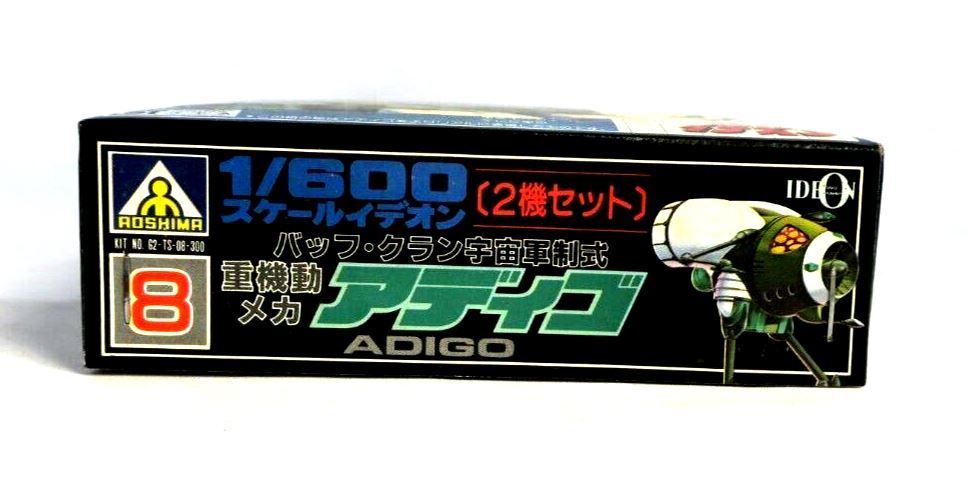 AOSHIMA
KIT NO. G2-TS-08-300
8
1/600
スケールイデオン
〔2機セット〕
バッフ・クラン宇宙軍制式
重機動
メカ
アディゴ
ADIGO
IDEON